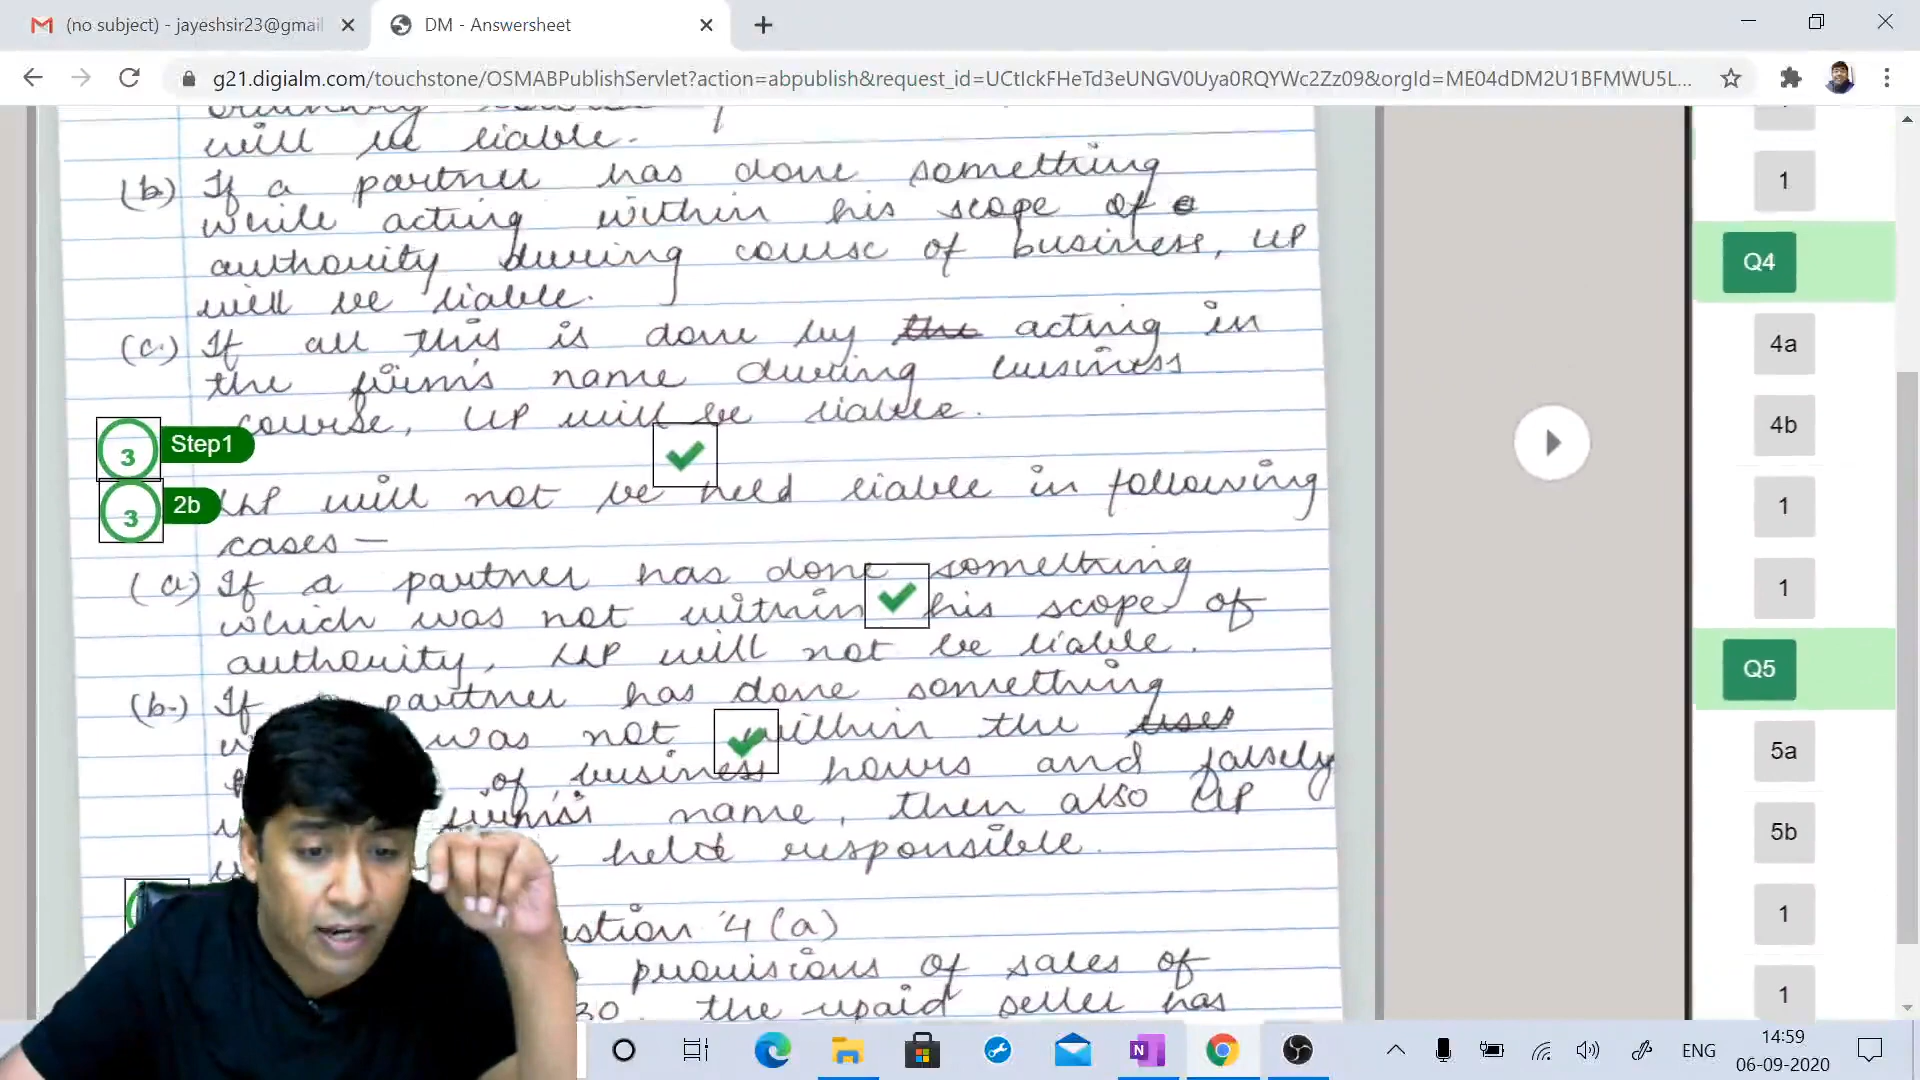 (no subject) - jayeshsir23@gmail
DM - Answersheet
g21.digialm.com/touchstone/OSMABPublishServlet?action=abpublish&request_id=UCtIckFHeTd3eUNGV0Uya0RQYWc2Zz09&orgId=ME04dDM2U1BFMWU5L...
will be liable.
(b) If a partner has done something
while acting within his scope of
authority during course of business, LLP
will be liable.
(c.) If all this is done by the acting in
the firm's name during business
course, LLP will be liable.
3 Step1
3 2b
LLP will not be held liable in following
cases —
(a) If a partner has done something
which was not within his scope of
authority, LLP will not be liable.
(b.) If partner has done something
was not within the
of business hours and falsely
firm's name, then also LLP
held responsible.
estion 4 (a)
provisions of sales of
30, the upaid seller has
1
Q4
4a
4b
1
1
Q5
5a
5b
1
1
ENG
14:59
06-09-2020